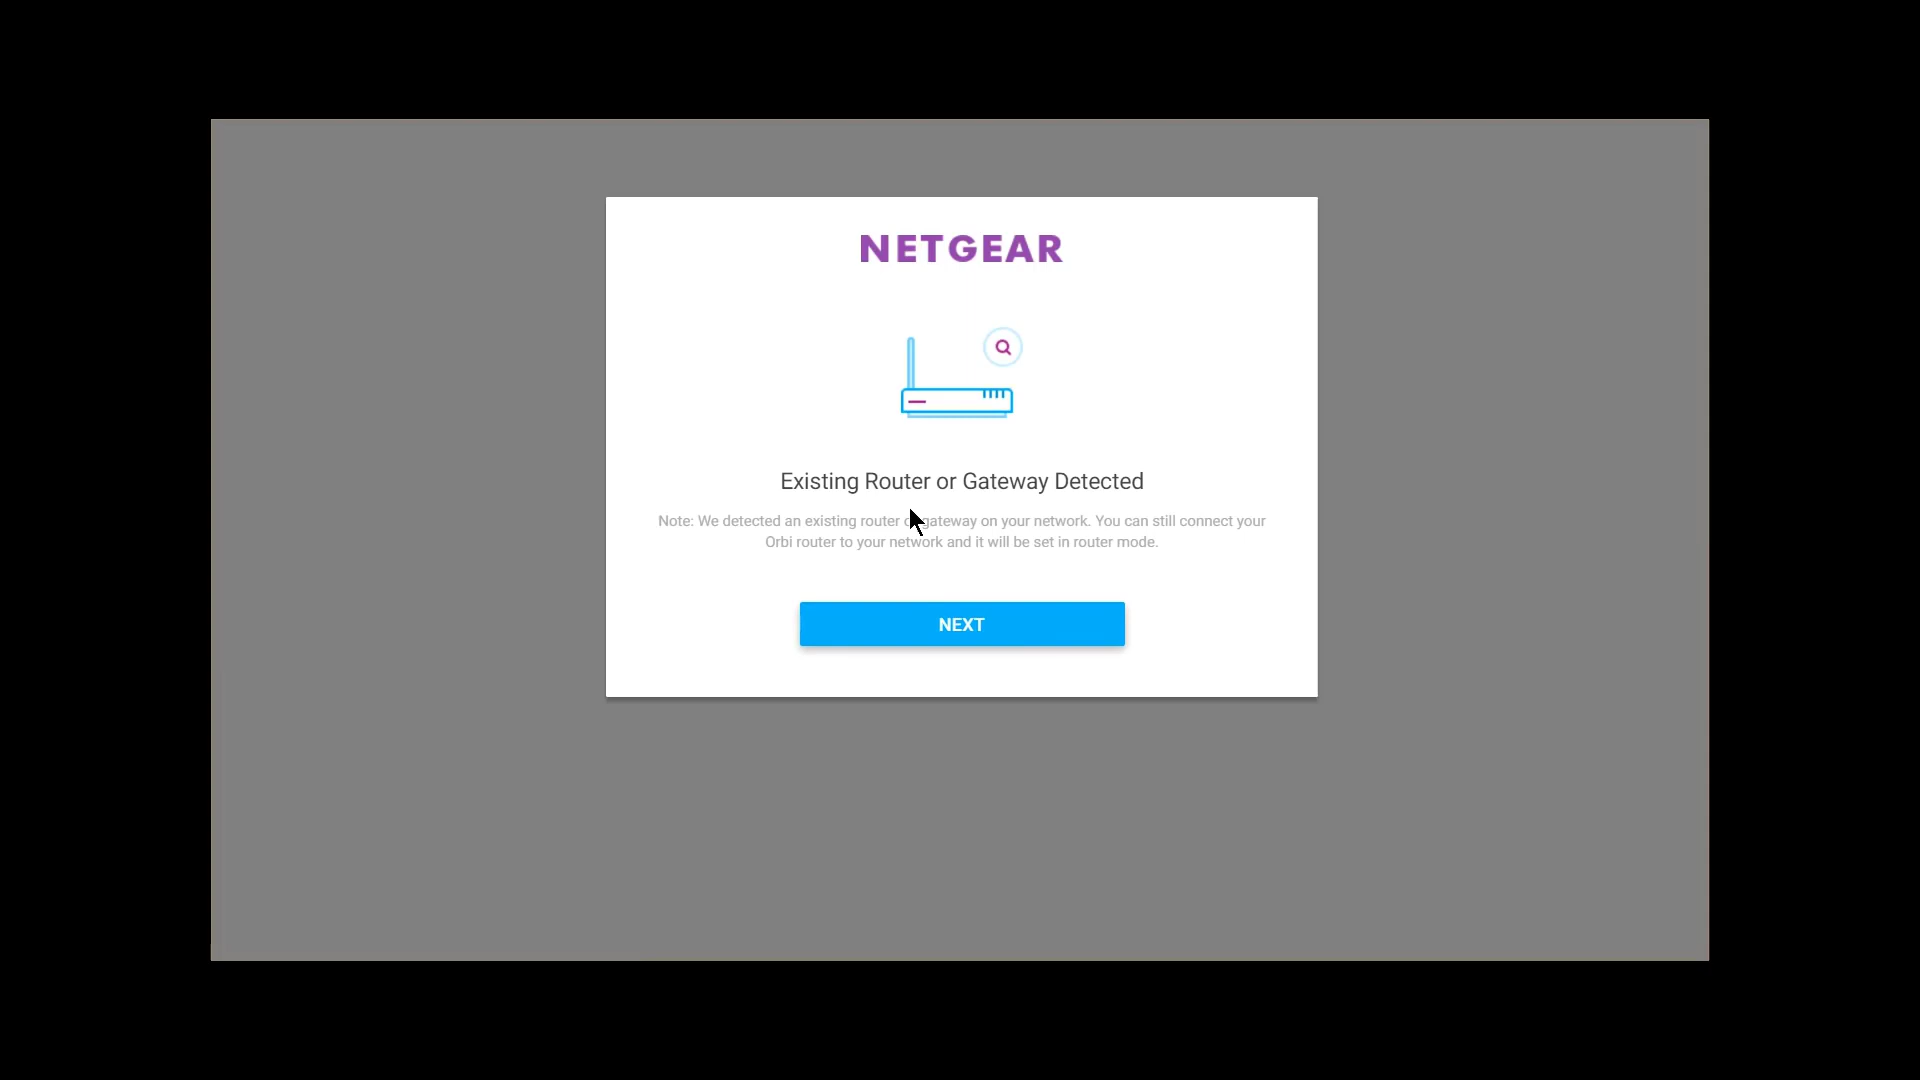 NETGEAR
Existing Router or Gateway Detected
Note: We detected an existing router gateway on your network. You can still connect your
Orbi router to your network and it will be set in router mode.
NEXT